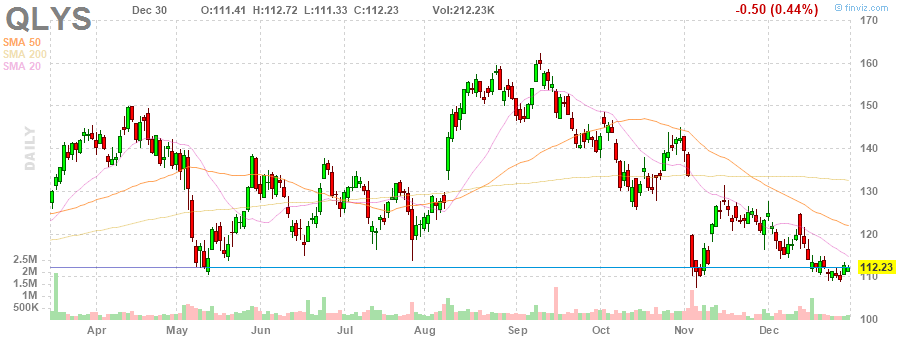 QLYS Dec 30 O:111.41 H:112.72 L:111.33 C:112.23 Vol:212.23K -0.50 (0.44%) © finviz.com
SMA 50
SMA 200
SMA 20
DAILY
170
160
150
140
130
120
112.23
110
2.5M
2M
1.5M
1M
500K
Apr May Jun Jul Aug Sep Oct Nov Dec